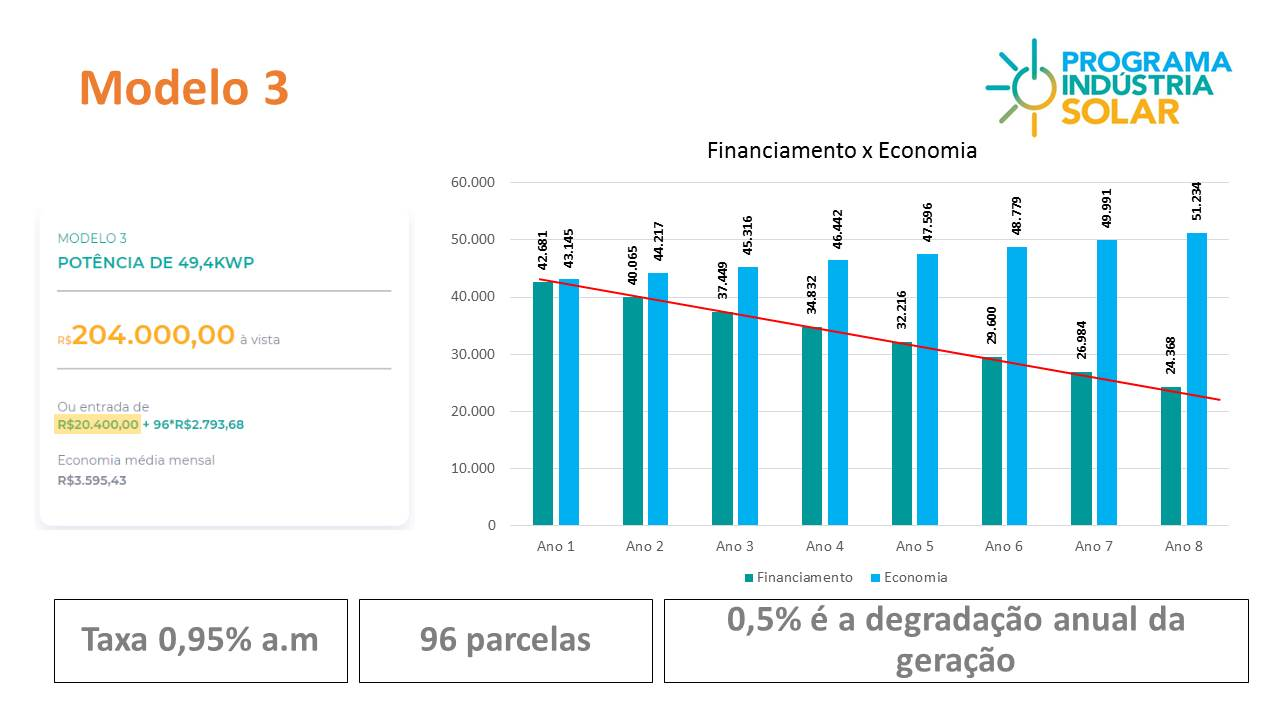 Modelo 3
PROGRAMA
INDÚSTRIA
SOLAR
MODELO 3
POTÊNCIA DE 49,4KWP
R$204.000,00 à vista
Ou entrada de
R$20.400,00 + 96*R$2.793,68
Economia média mensal
R$3.595,43
Financiamento x Economia
60.000
50.000
40.000
30.000
20.000
10.000
0
42.681
43.145
40.065
44.217
37.449
45.316
34.832
46.442
32.216
47.596
29.600
48.779
26.984
49.991
24.368
51.234
Ano 1
Ano 2
Ano 3
Ano 4
Ano 5
Ano 6
Ano 7
Ano 8
Financiamento
Economia
Taxa 0,95% a.m
96 parcelas
0,5% é a degradação anual da
geração